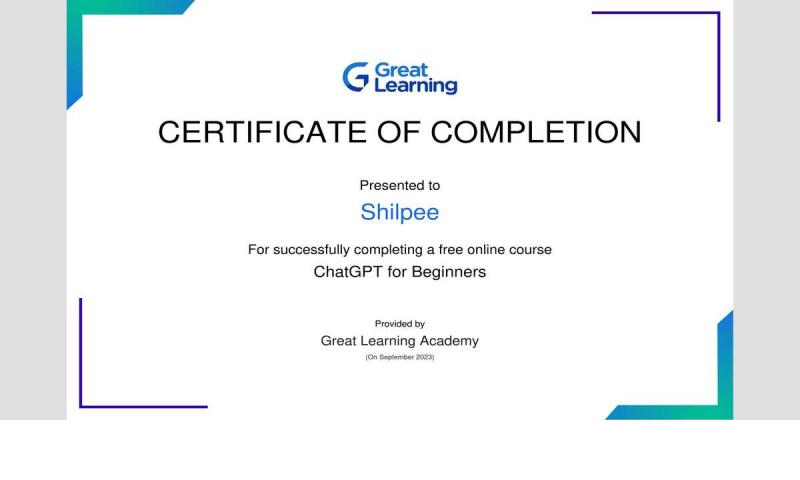 Great
Learning
CERTIFICATE OF COMPLETION
Presented to
Shilpee
For successfully completing a free online course
ChatGPT for Beginners
Provided by
Great Learning Academy
(On September 2023)